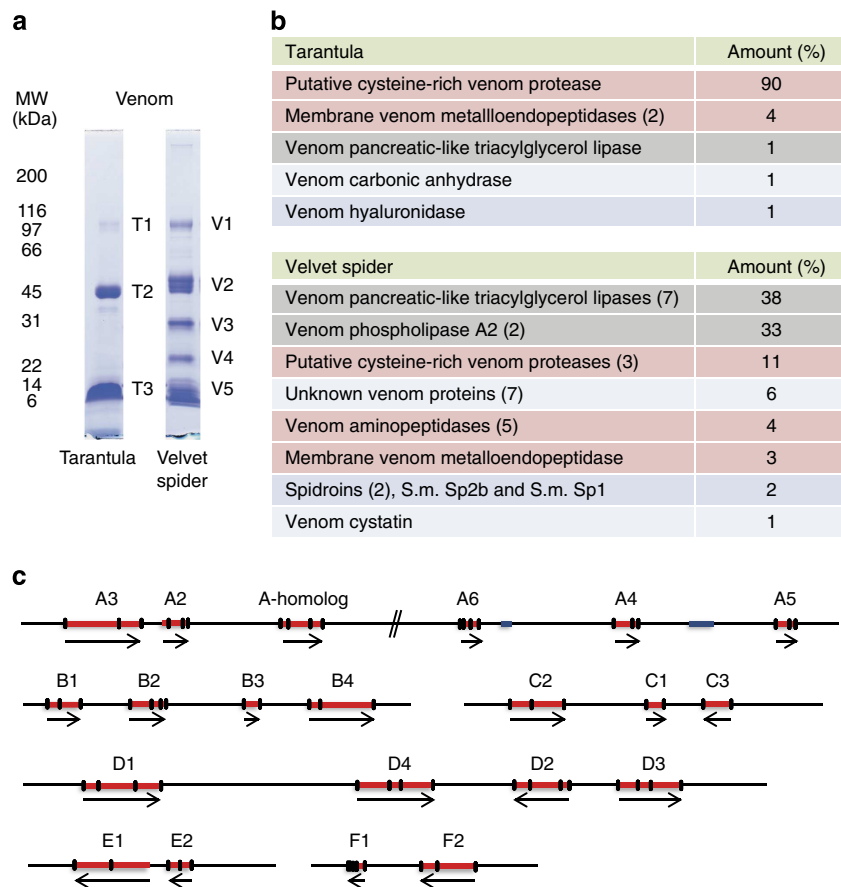 a
MW
(kDa)
Venom
200
116
97
66
45
31
22
14
6
T1
T2
T3
V1
V2
V3
V4
V5
Tarantula
Velvet
spider
b
Tarantula Amount (%)
Putative cysteine-rich venom protease 90
Membrane venom metallloendopeptidases (2) 4
Venom pancreatic-like triacylglycerol lipase 1
Venom carbonic anhydrase 1
Venom hyaluronidase 1
Velvet spider Amount (%)
Venom pancreatic-like triacylglycerol lipases (7) 38
Venom phospholipase A2 (2) 33
Putative cysteine-rich venom proteases (3) 11
Unknown venom proteins (7) 6
Venom aminopeptidases (5) 4
Membrane venom metalloendopeptidase 3
Spidroins (2), S.m. Sp2b and S.m. Sp1 2
Venom cystatin 1
c
A3 A2 A-homolog A6 A4 A5
B1 B2 B3 B4 C2 C1 C3
D1 D4 D2 D3
E1 E2 F1 F2